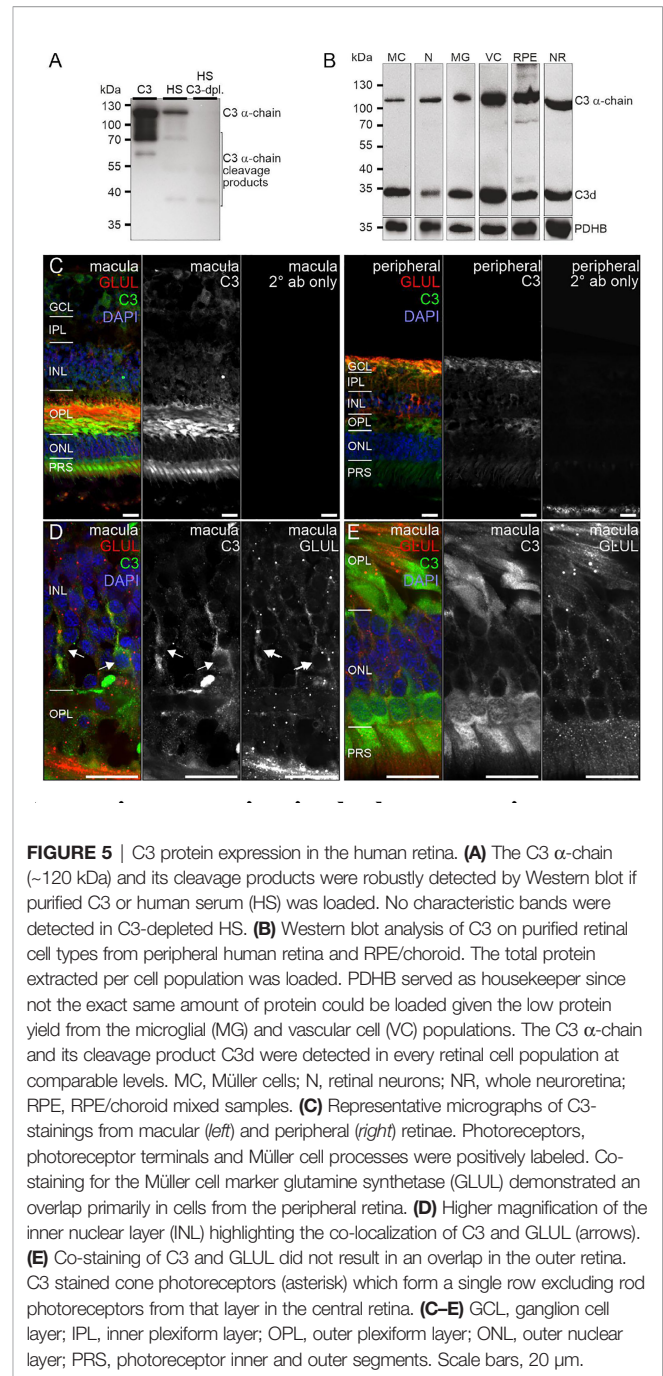 A
kDa
C3
HS
HS
C3-dpl.
130
100
70
55
40
35
C3 α-chain
C3 α-chain
cleavage
products
B
kDa
MC
N
MG
VC
RPE
NR
130
100
70
55
40
35
35
C3 α-chain
C3d
PDHB
C
macula
GLUL
C3
DAPI
GCL
IPL
INL
OPL
ONL
PRS
macula
C3
macula
2° ab only
peripheral
GLUL
C3
DAPI
GCL
IPL
INL
OPL
ONL
PRS
peripheral
C3
peripheral
2° ab only
D
macula
GLUL
C3
DAPI
INL
OPL
macula
C3
macula
GLUL
E
macula
GLUL
C3
DAPI
OPL
ONL
PRS
macula
C3
macula
GLUL
FIGURE 5 | C3 protein expression in the human retina. (A) The C3 α-chain
(~120 kDa) and its cleavage products were robustly detected by Western blot if
purified C3 or human serum (HS) was loaded. No characteristic bands were
detected in C3-depleted HS. (B) Western blot analysis of C3 on purified retinal
cell types from peripheral human retina and RPE/choroid. The total protein
extracted per cell population was loaded. PDHB served as housekeeper since
not the exact same amount of protein could be loaded given the low protein
yield from the microglial (MG) and vascular cell (VC) populations. The C3 α-chain
and its cleavage product C3d were detected in every retinal cell population at
comparable levels. MC, Müller cells; N, retinal neurons; NR, whole neuroretina;
RPE, RPE/choroid mixed samples. (C) Representative micrographs of C3-
stainings from macular (left) and peripheral (right) retinae. Photoreceptors,
photoreceptor terminals and Müller cell processes were positively labeled. Co-
staining for the Müller cell marker glutamine synthetase (GLUL) demonstrated an
overlap primarily in cells from the peripheral retina. (D) Higher magnification of the
inner nuclear layer (INL) highlighting the co-localization of C3 and GLUL (arrows).
(E) Co-staining of C3 and GLUL did not result in an overlap in the outer retina.
C3 stained cone photoreceptors (asterisk) which form a single row excluding rod
photoreceptors from that layer in the central retina. (C–E) GCL, ganglion cell
layer; IPL, inner plexiform layer; OPL, outer plexiform layer; ONL, outer nuclear
layer; PRS, photoreceptor inner and outer segments. Scale bars, 20 µm.